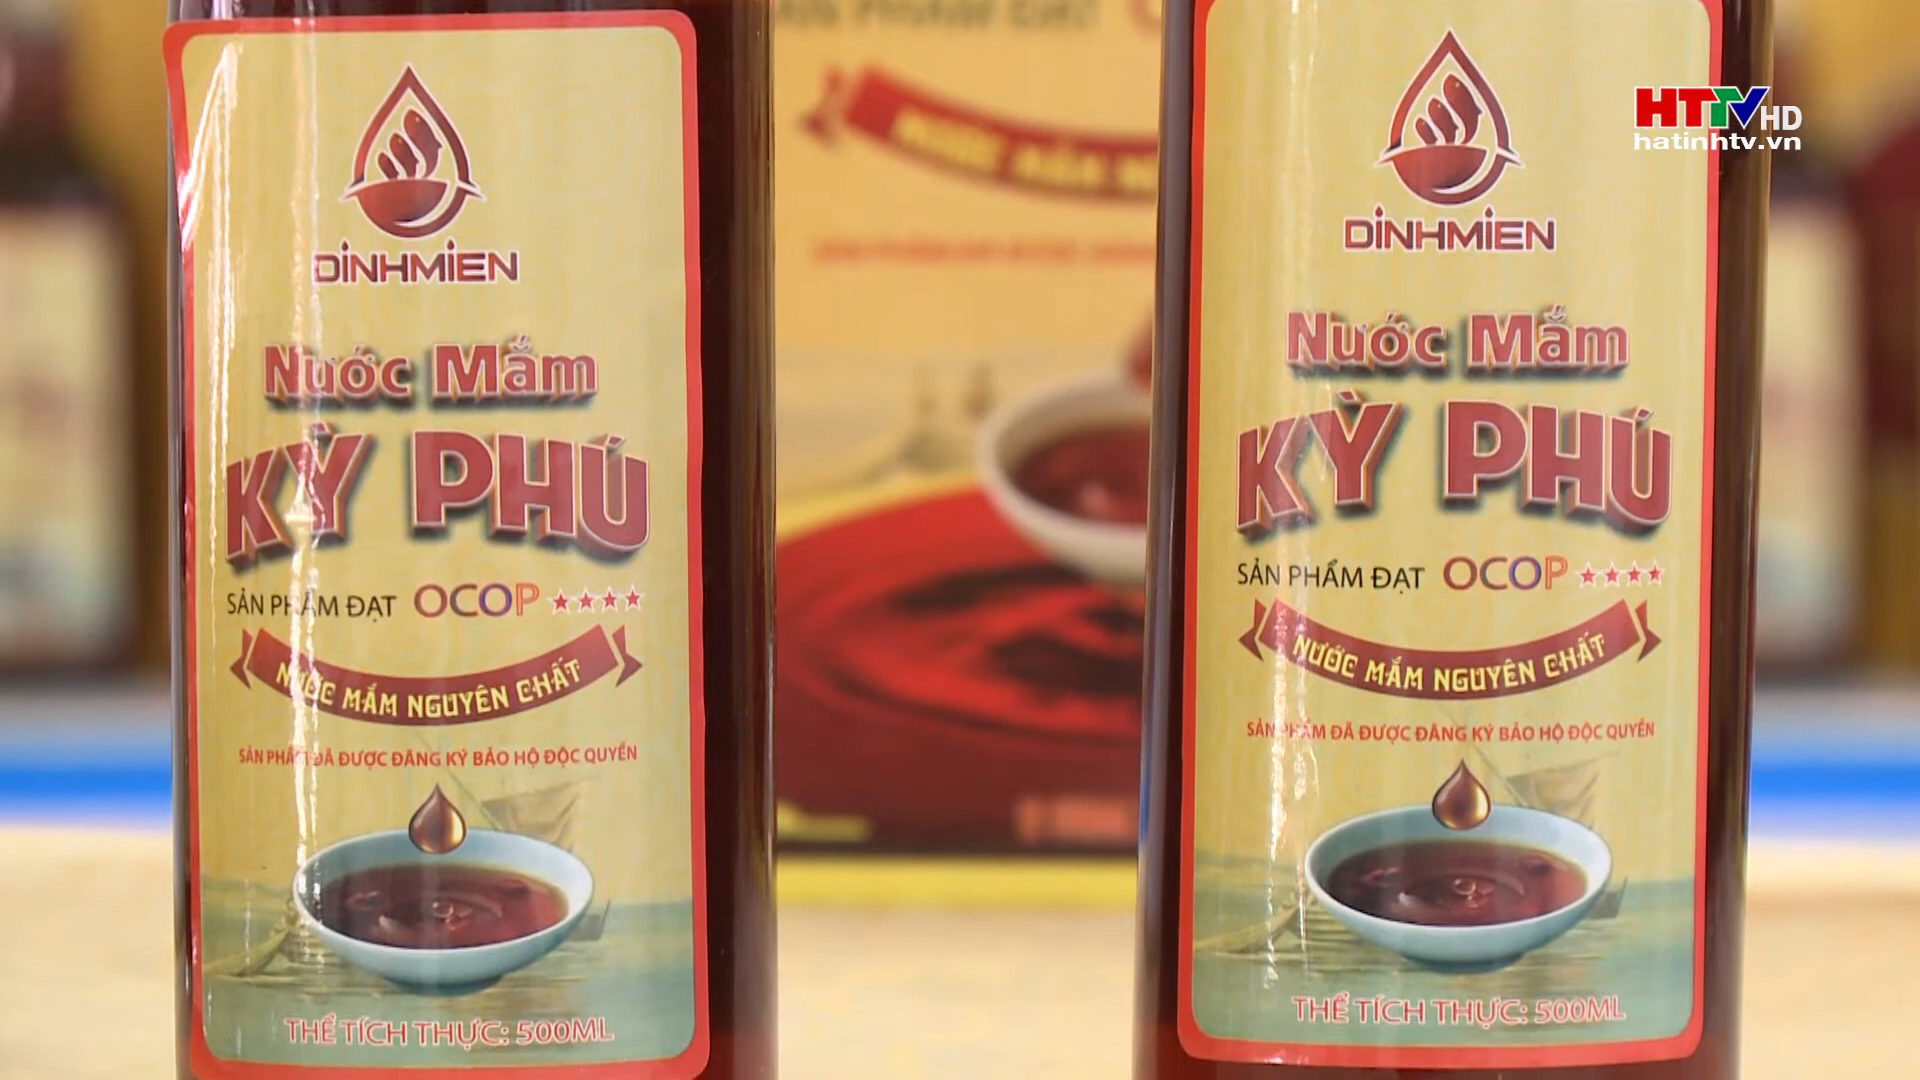 DINHMIEN
Nước Mắm
KỲ PHÚ
SẢN PHẨM ĐẠT OCOP
NƯỚC MẮM NGUYÊN CHẤT
SẢN PHẨM ĐÃ ĐƯỢC ĐĂNG KÝ BẢO HỘ ĐỘC QUYỀN
THỂ TÍCH THỰC: 500ML
DINHMIEN
Nước Mắm
KỲ PHÚ
SẢN PHẨM ĐẠT OCOP
NƯỚC MẮM NGUYÊN CHẤT
SẢN PHẨM ĐÃ ĐƯỢC ĐĂNG KÝ BẢO HỘ ĐỘC QUYỀN
THỂ TÍCH THỰC: 500ML
HTTV HD
hatinhtv.vn